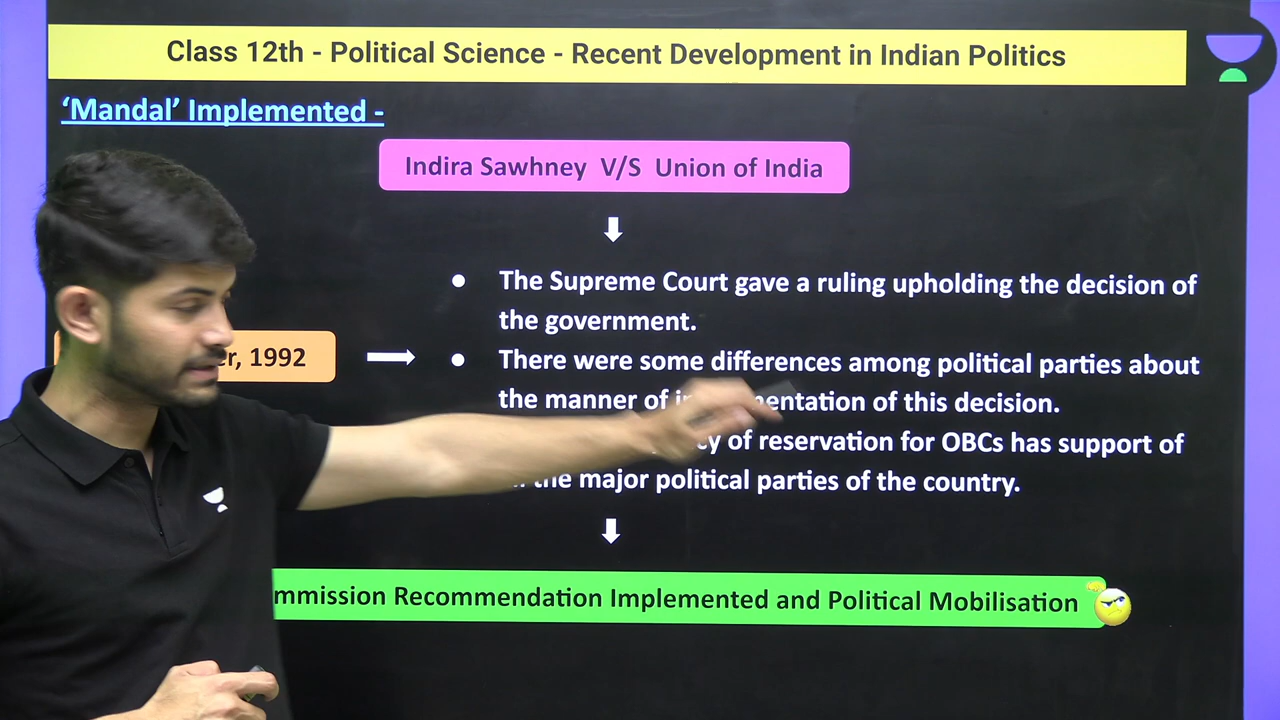 Class 12th - Political Science - Recent Development in Indian Politics
‘Mandal’ Implemented -
Indira Sawhney V/S Union of India
The Supreme Court gave a ruling upholding the decision of
the government.
1992
There were some differences among political parties about
the manner of of this decision.
of reservation for OBCs has support of
the major political parties of the country.
Recommendation Implemented and Political Mobilisation